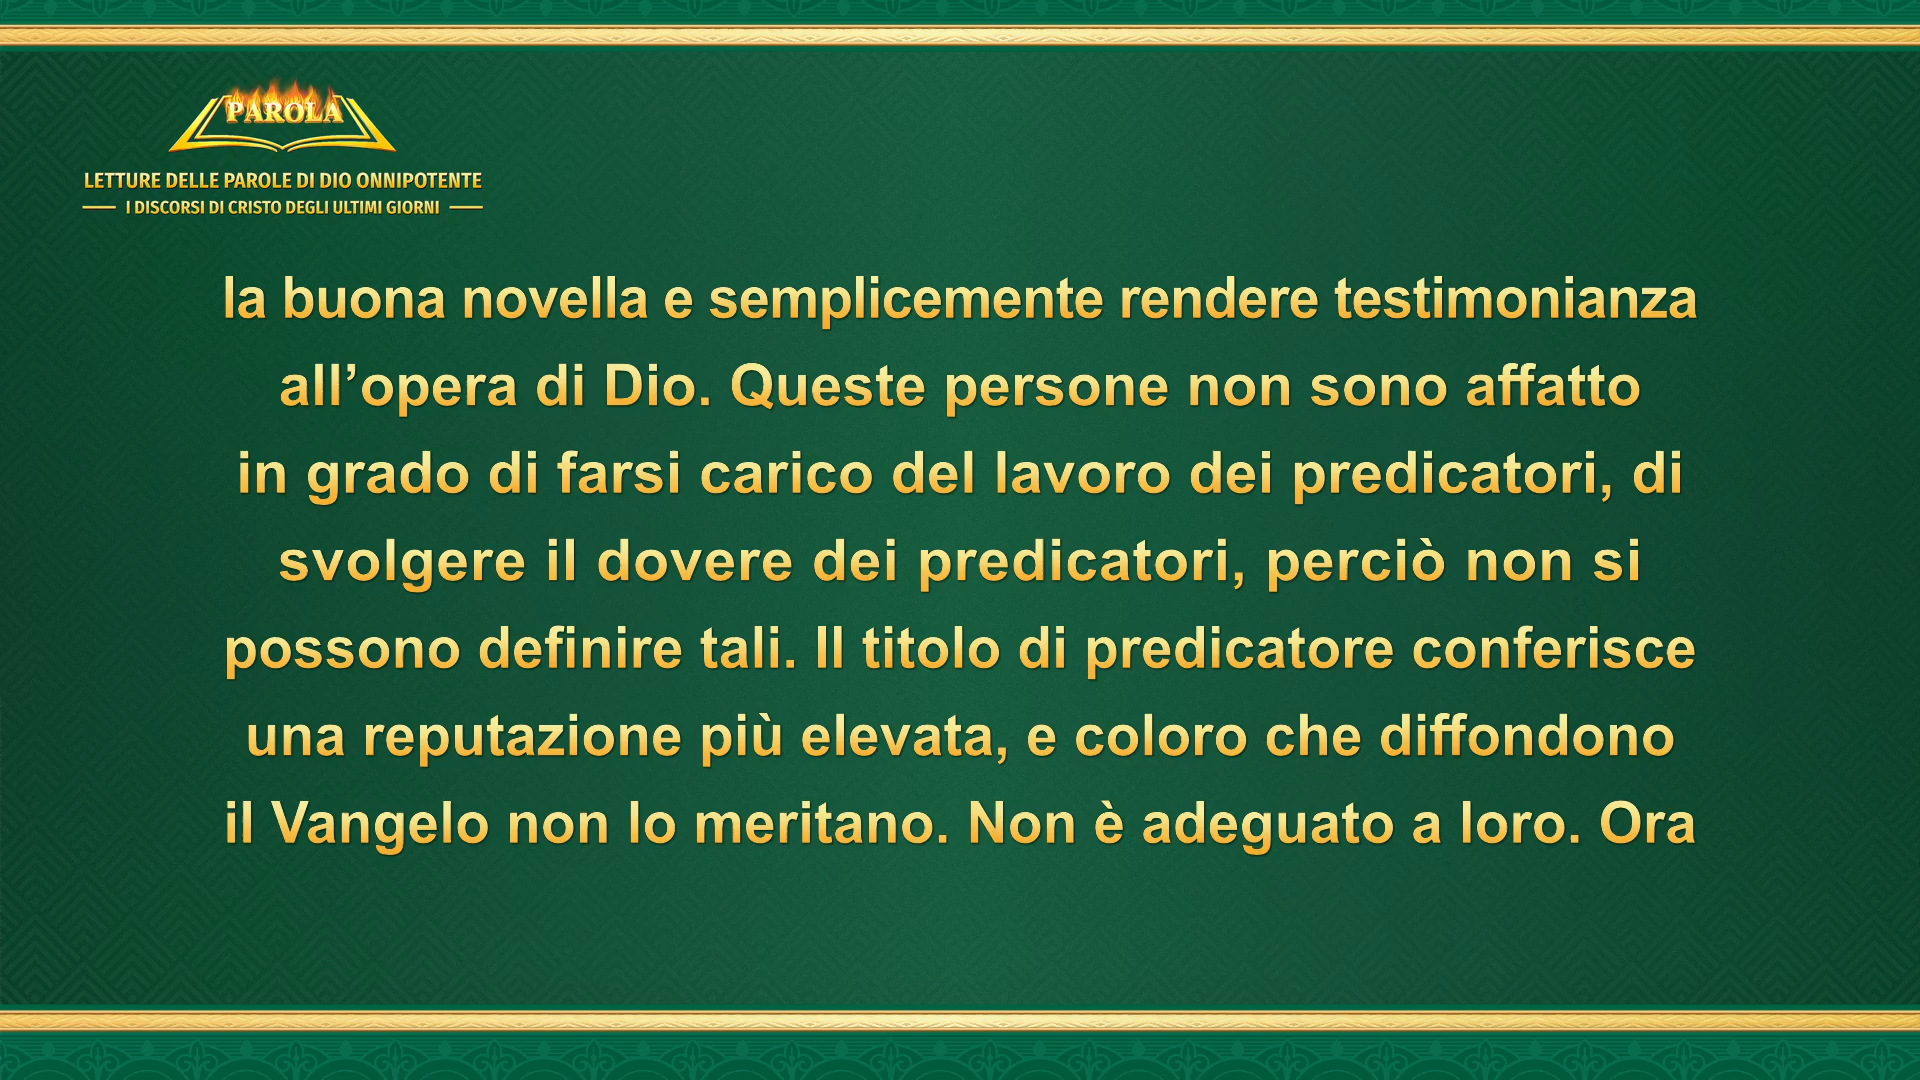 PAROLA
LETTURE DELLE PAROLE DI DIO ONNIPOTENTE
I DISCORSI DI CRISTO DEGLI ULTIMI GIORNI
la buona novella e semplicemente rendere testimonianza
all’opera di Dio. Queste persone non sono affatto
in grado di farsi carico del lavoro dei predicatori, di
svolgere il dovere dei predicatori, perciò non si
possono definire tali. Il titolo di predicatore conferisce
una reputazione più elevata, e coloro che diffondono
il Vangelo non lo meritano. Non è adeguato a loro. Ora